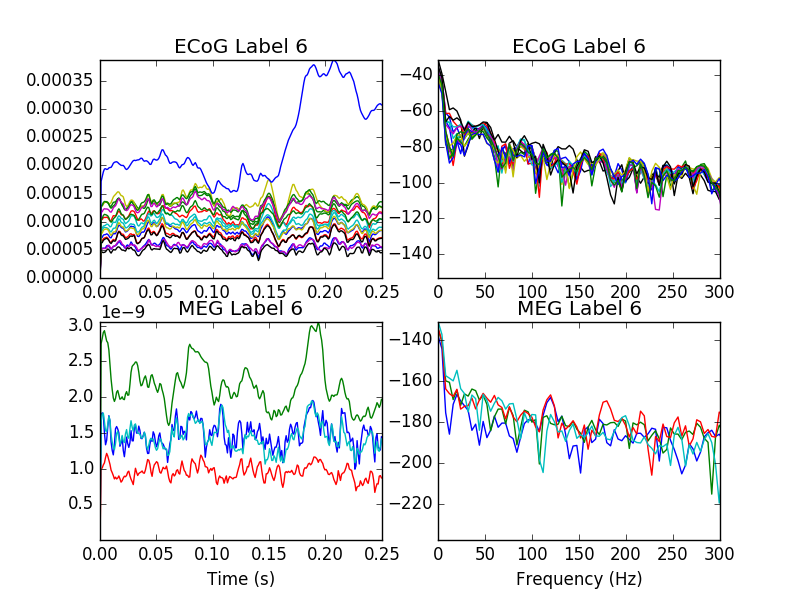 ECoG Label 6
ECoG Label 6
0.00035
0.00030
0.00025
0.00020
0.00015
0.00010
0.00005
0.00000
0.00 0.05 0.10 0.15 0.20 0.25
−40
−60
−80
−100
−120
−140
0 50 100 150 200 250 300
MEG Label 6
MEG Label 6
1e−9
3.0
2.5
2.0
1.5
1.0
0.5
0.00 0.05 0.10 0.15 0.20 0.25
Time (s)
−140
−160
−180
−200
−220
0 50 100 150 200 250 300
Frequency (Hz)